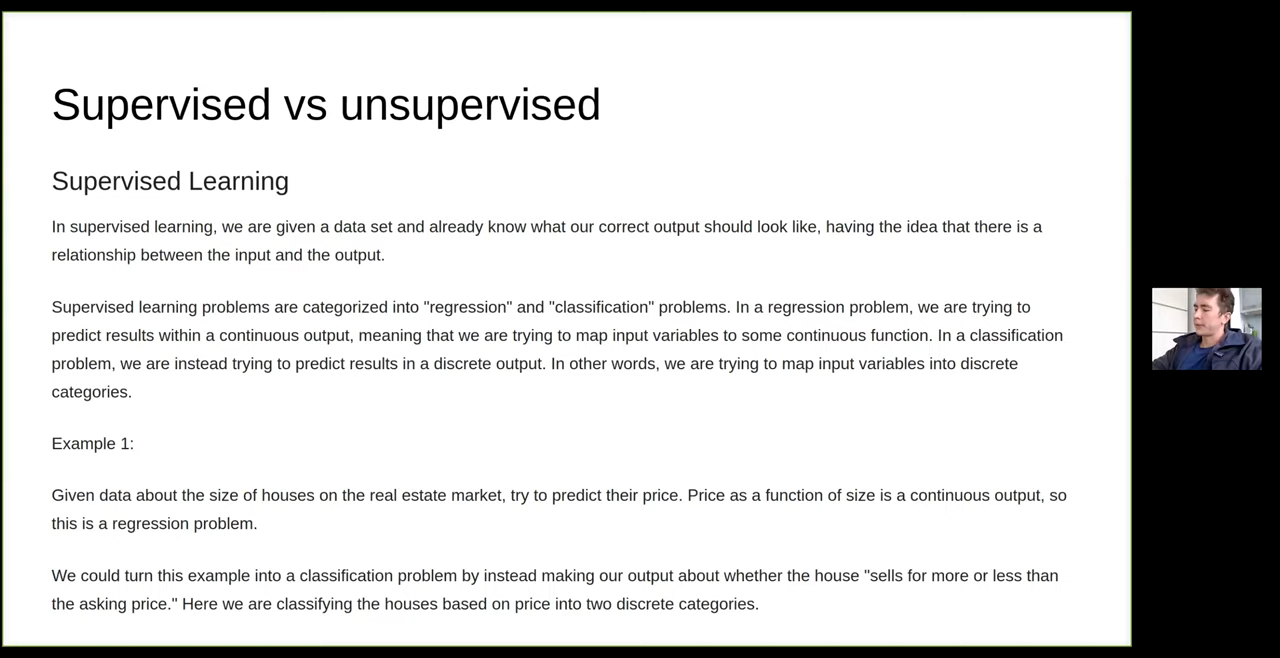 Supervised vs unsupervised
Supervised Learning
In supervised learning, we are given a data set and already know what our correct output should look like, having the idea that there is a
relationship between the input and the output.
Supervised learning problems are categorized into "regression" and "classification" problems. In a regression problem, we are trying to
predict results within a continuous output, meaning that we are trying to map input variables to some continuous function. In a classification
problem, we are instead trying to predict results in a discrete output. In other words, we are trying to map input variables into discrete
categories.
Example 1:
Given data about the size of houses on the real estate market, try to predict their price. Price as a function of size is a continuous output, so
this is a regression problem.
We could turn this example into a classification problem by instead making our output about whether the house "sells for more or less than
the asking price." Here we are classifying the houses based on price into two discrete categories.